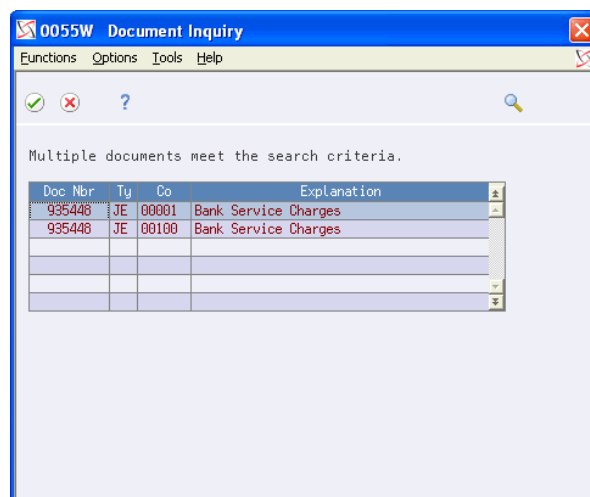 0055W Document Inquiry
Functions Options Tools Help
?
Multiple documents meet the search criteria.
Doc Nbr Ty Co Explanation
935448 JE 00001 Bank Service Charges
935448 JE 00100 Bank Service Charges